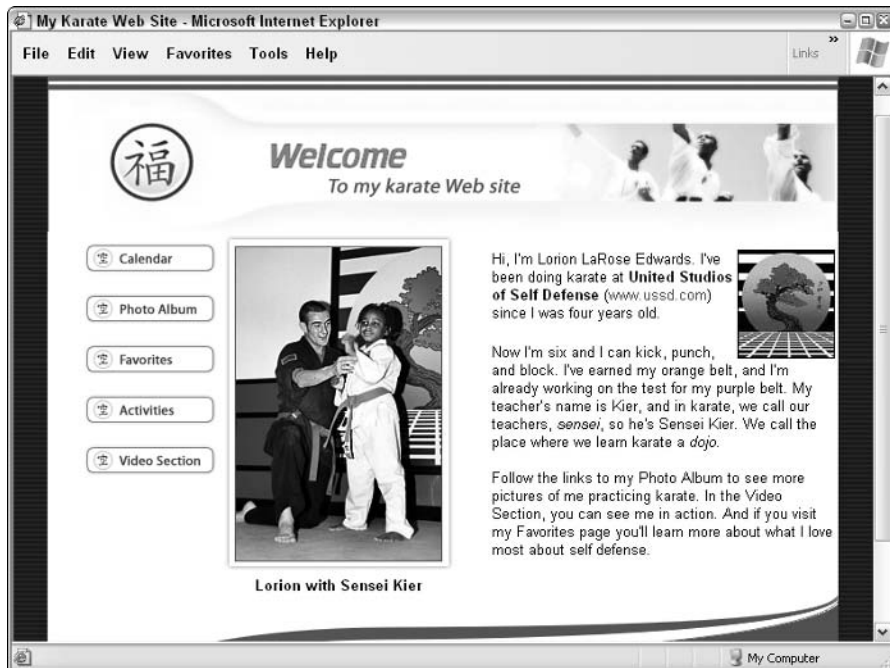 My Karate Web Site - Microsoft Internet Explorer
File Edit View Favorites Tools Help
Links »
福
Welcome
To my karate Web site
Calendar
Photo Album
Favorites
Activities
Video Section
Lorion with Sensei Kier
Hi, I'm Lorion LaRose Edwards. I've
been doing karate at United Studios
of Self Defense (www.ussd.com)
since I was four years old.
Now I'm six and I can kick, punch,
and block. I've earned my orange belt, and I'm
already working on the test for my purple belt. My
teacher's name is Kier, and in karate, we call our
teachers, sensei, so he's Sensei Kier. We call the
place where we learn karate a dojo.
Follow the links to my Photo Album to see more
pictures of me practicing karate. In the Video
Section, you can see me in action. And if you visit
my Favorites page you'll learn more about what I love
most about self defense.
My Computer